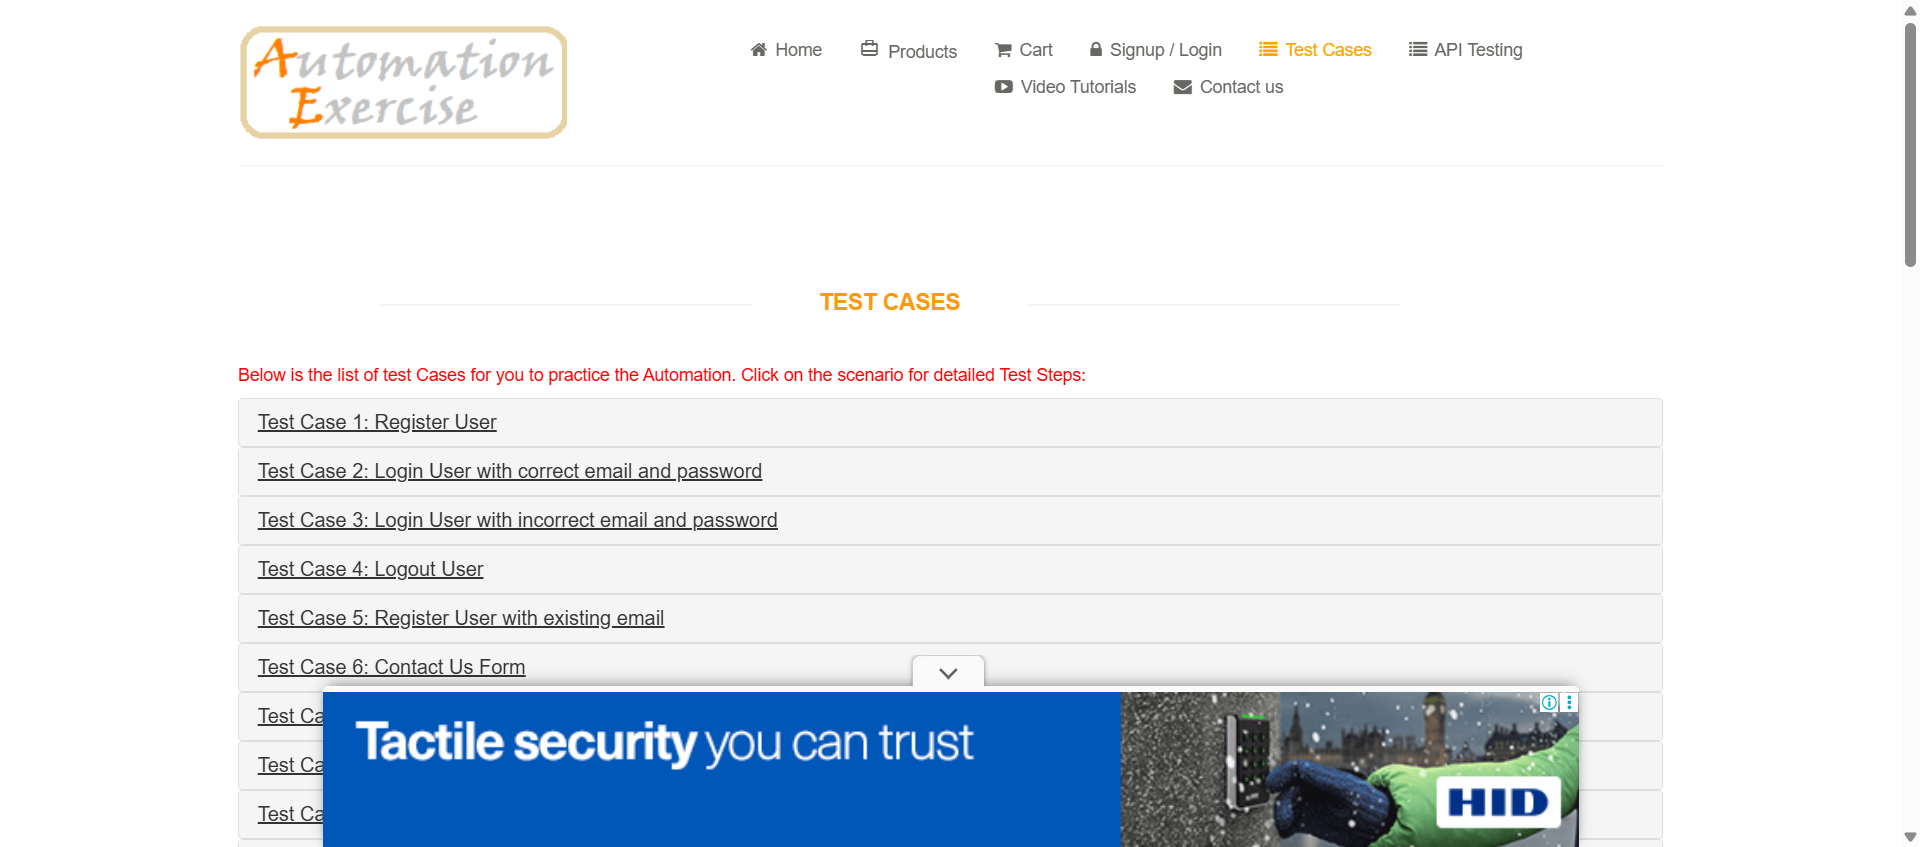 Automation
Exercise
Home Products Cart Signup / Login Test Cases API Testing
Video Tutorials Contact us
TEST CASES
Below is the list of test Cases for you to practice the Automation. Click on the scenario for detailed Test Steps:
Test Case 1: Register User
Test Case 2: Login User with correct email and password
Test Case 3: Login User with incorrect email and password
Test Case 4: Logout User
Test Case 5: Register User with existing email
Test Case 6: Contact Us Form
Test
Test
Test
Tactile security you can trust
HID